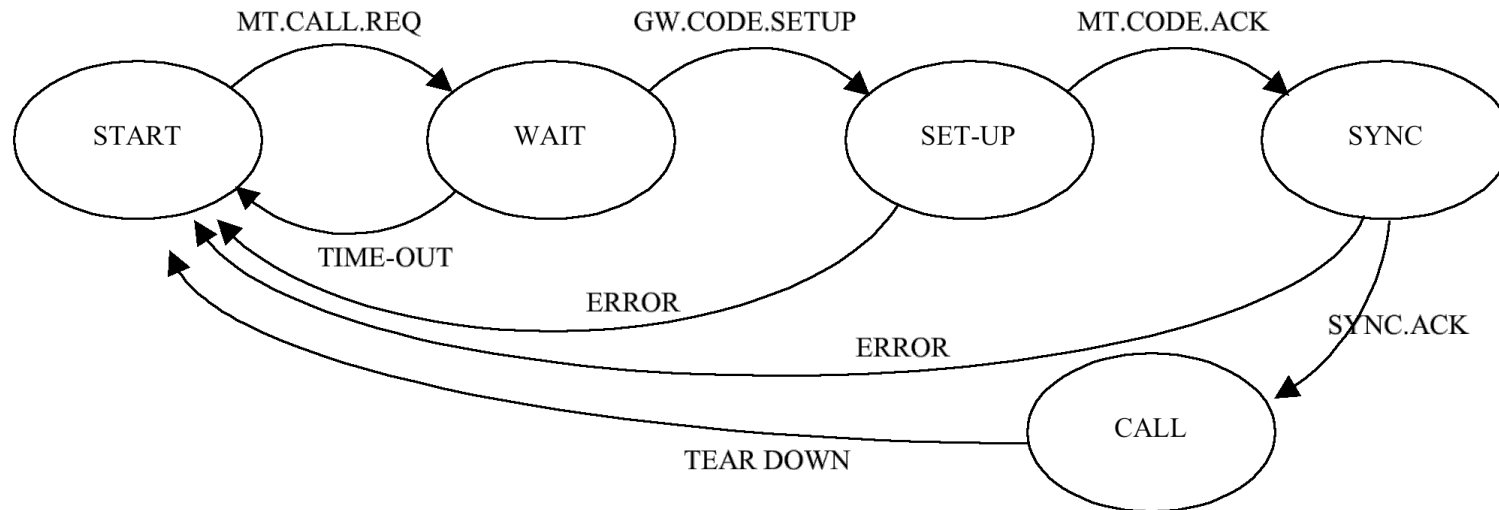 MT.CALL.REQ
GW.CODE.SETUP
MT.CODE.ACK
START
WAIT
SET-UP
SYNC
TIME-OUT
ERROR
SYNC.ACK
ERROR
CALL
TEAR DOWN